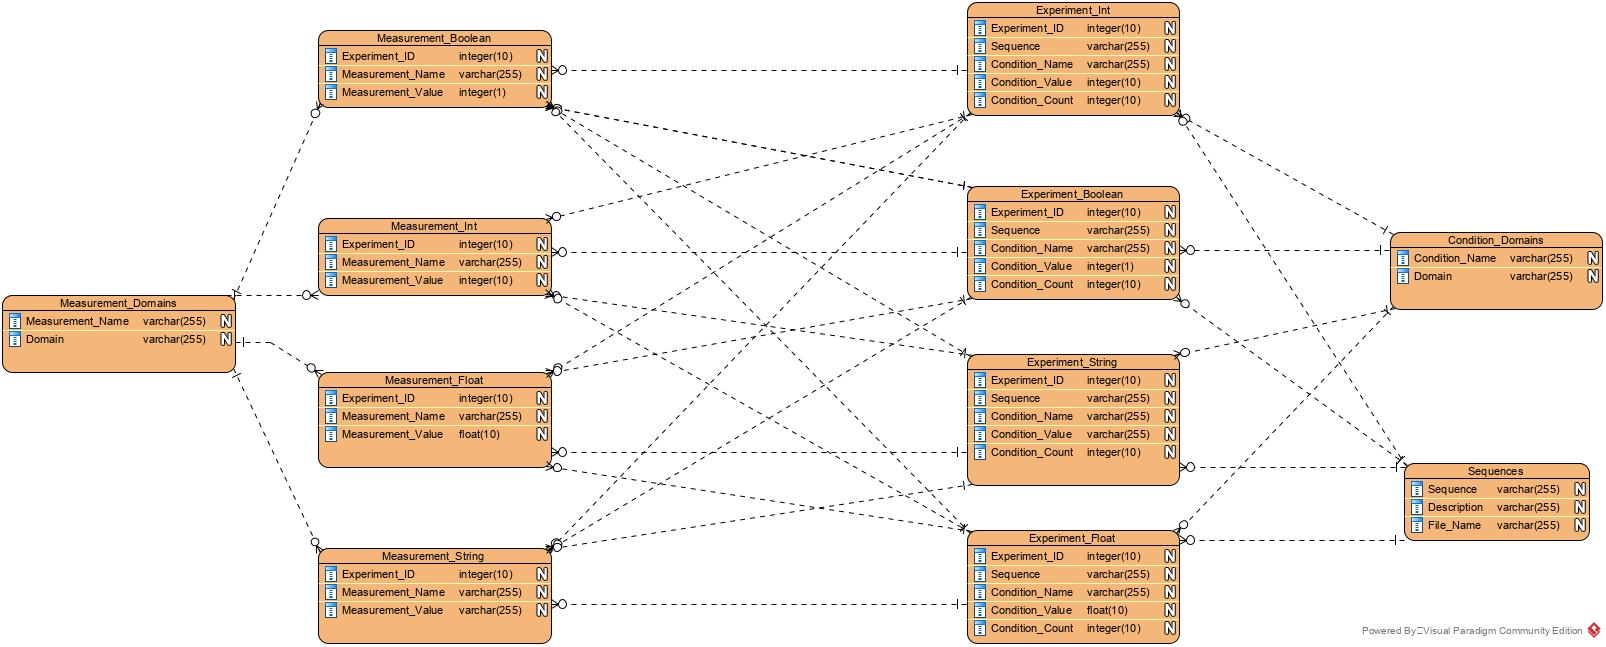 Measurement_Domains
Measurement_Name varchar(255) N
Domain varchar(255) N
Measurement_Boolean
Experiment_ID integer(10) N
Measurement_Name varchar(255) N
Measurement_Value integer(1) N
Measurement_Int
Experiment_ID integer(10) N
Measurement_Name varchar(255) N
Measurement_Value integer(10) N
Measurement_Float
Experiment_ID integer(10) N
Measurement_Name varchar(255) N
Measurement_Value float(10) N
Measurement_String
Experiment_ID integer(10) N
Measurement_Name varchar(255) N
Measurement_Value varchar(255) N
Experiment_Int
Experiment_ID integer(10) N
Sequence varchar(255) N
Condition_Name varchar(255) N
Condition_Value integer(10) N
Condition_Count integer(10) N
Experiment_Boolean
Experiment_ID integer(10) N
Sequence varchar(255) N
Condition_Name varchar(255) N
Condition_Value integer(1) N
Condition_Count integer(10) N
Experiment_String
Experiment_ID integer(10) N
Sequence varchar(255) N
Condition_Name varchar(255) N
Condition_Value varchar(255) N
Condition_Count integer(10) N
Experiment_Float
Experiment_ID integer(10) N
Sequence varchar(255) N
Condition_Name varchar(255) N
Condition_Value float(10) N
Condition_Count integer(10) N
Condition_Domains
Condition_Name varchar(255) N
Domain varchar(255) N
Sequences
Sequence varchar(255) N
Description varchar(255) N
File_Name varchar(255) N
Powered By Visual Paradigm Community Edition